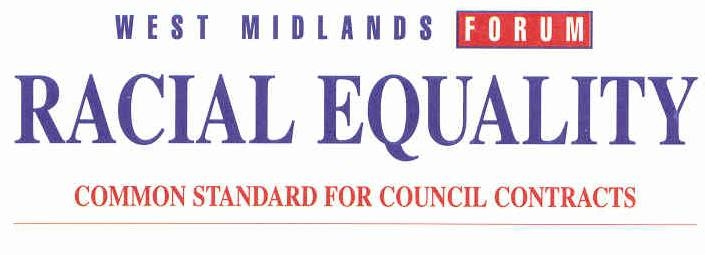 WEST MIDLANDS FORUM
RACIAL EQUALITY
COMMON STANDARD FOR COUNCIL CONTRACTS